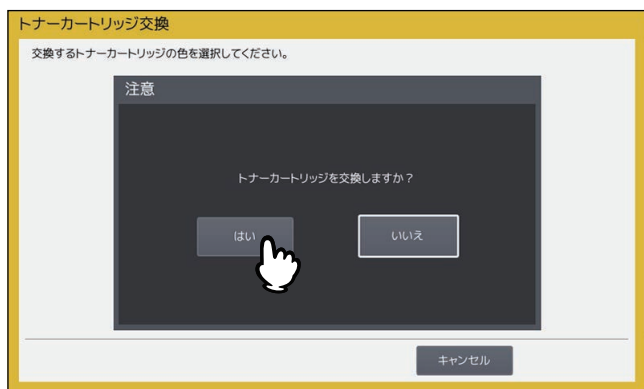 トナーカートリッジ交換
交換するトナーカートリッジの色を選択してください。
注意
トナーカートリッジを交換しますか？
はい
いいえ
キャンセル